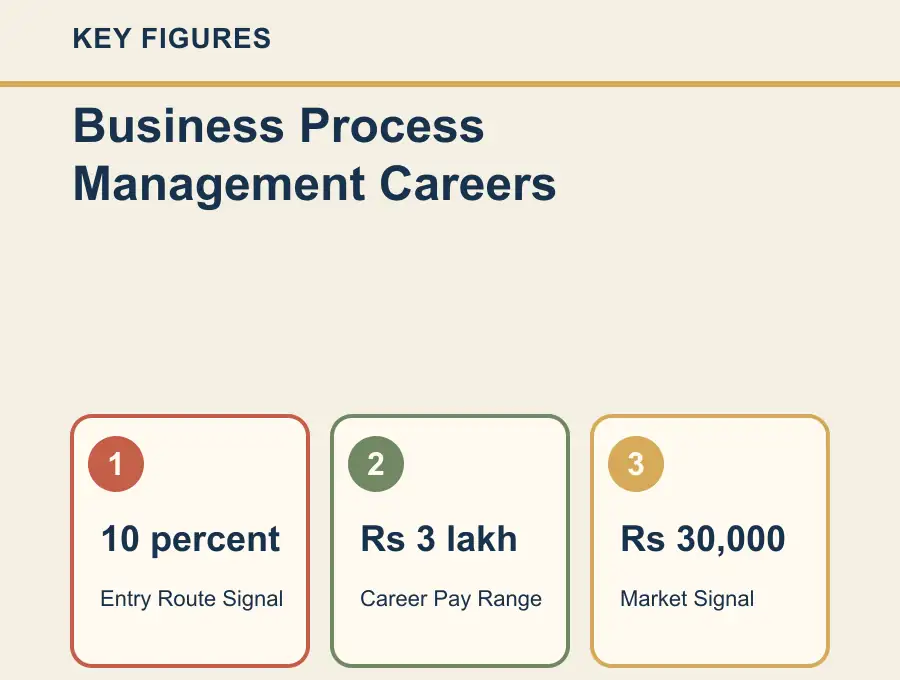 KEY FIGURES
Business Process
Management Careers
1
10 percent
Entry Route Signal
2
Rs 3 lakh
Career Pay Range
3
Rs 30,000
Market Signal